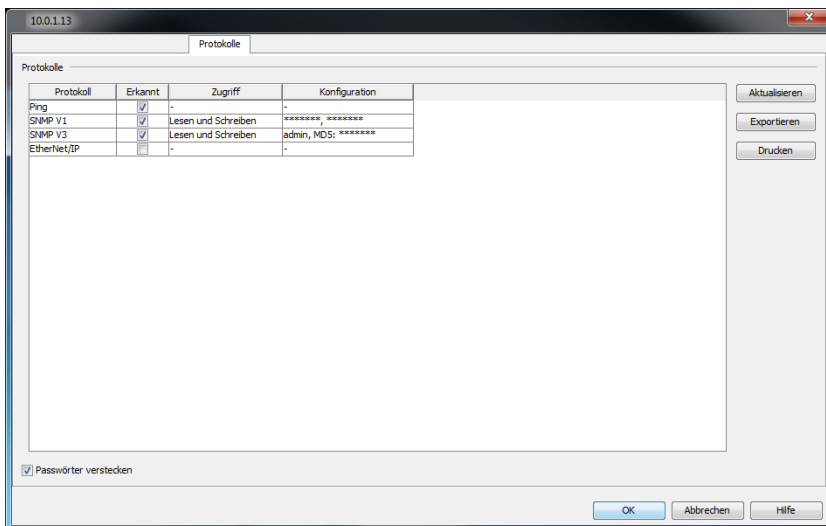 10.0.1.13
Protokolle
Protokolle
Protokoll Erkannt Zugriff Konfiguration
Ping - -
SNMP V1 Lesen und Schreiben *******, *******
SNMP V3 Lesen und Schreiben admin, MD5: *******
EtherNet/IP - -
Aktualisieren
Exportieren
Drucken
Passwörter verstecken
OK Abbrechen Hilfe